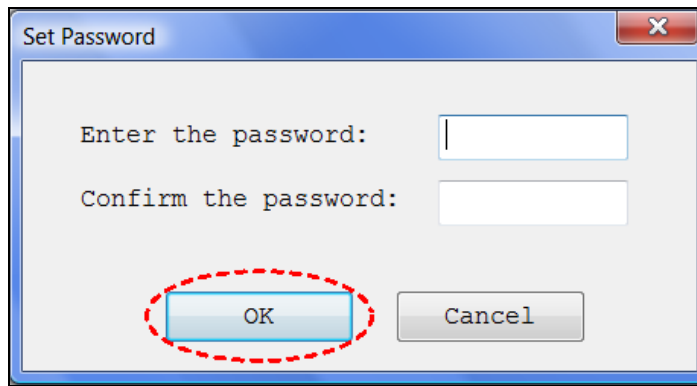 Set Password
Enter the password:
Confirm the password:
OK Cancel